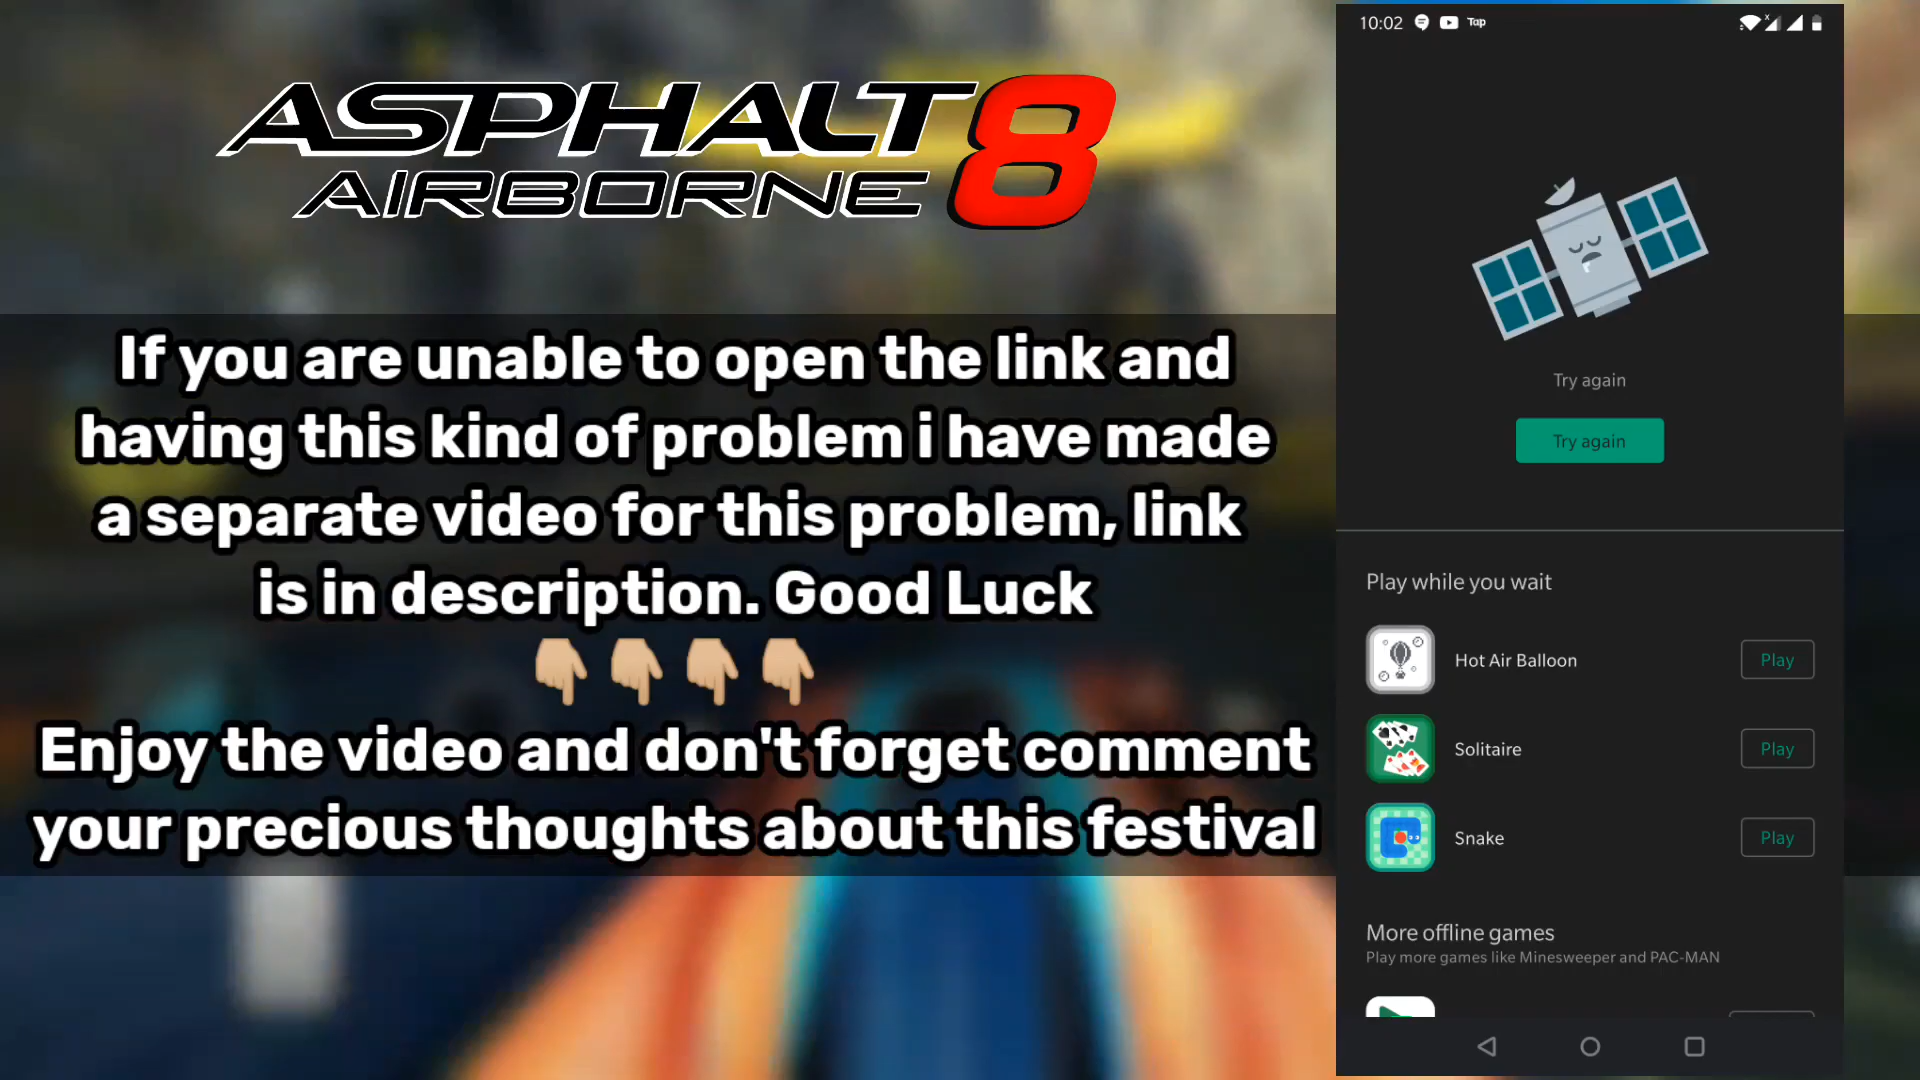 ASPHALT 8
AIRBORNE
If you are unable to open the link and
having this kind of problem i have made
a separate video for this problem, link
is in description. Good Luck
👇🏼👇🏼👇🏼👇🏼
Enjoy the video and don't forget comment
your precious thoughts about this festival
10:02 Tap
Try again
Try again
Play while you wait
Hot Air Balloon Play
Solitaire Play
Snake Play
More offline games
Play more games like Minesweeper and PAC-MAN